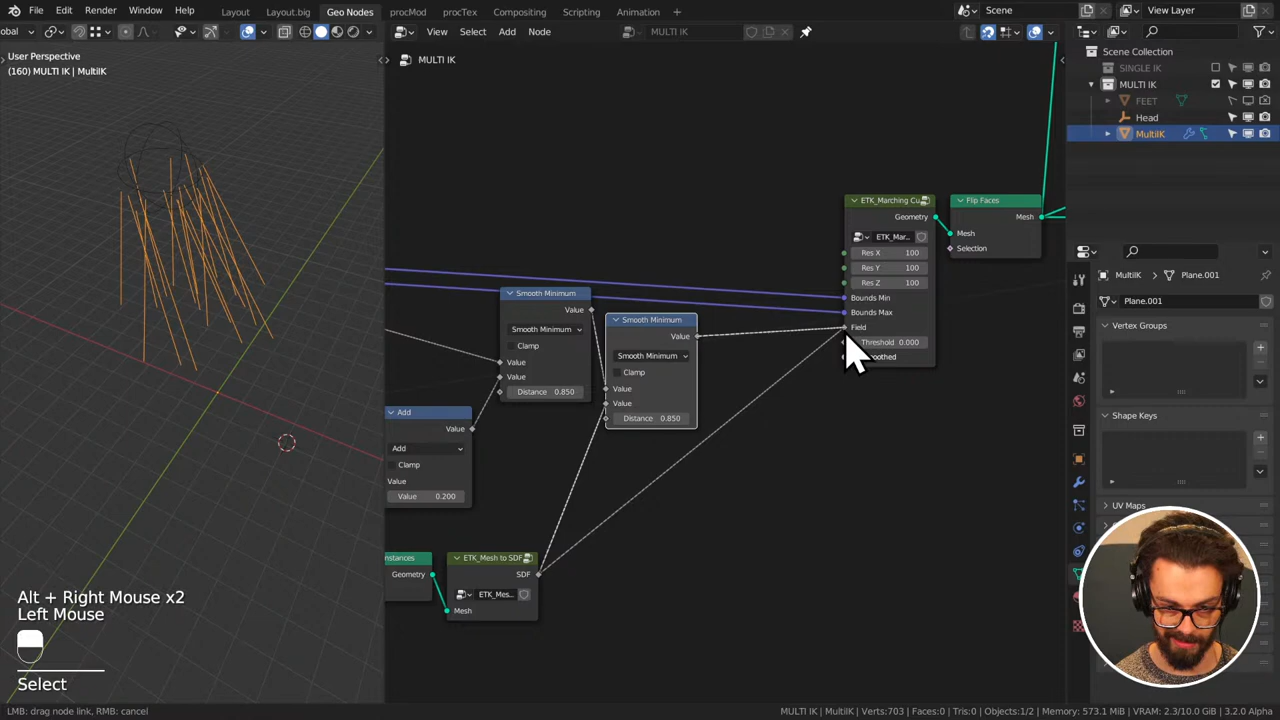 File Edit Render Window Help
Layout Layout.big Geo Nodes procMod procTex Compositing Scripting Animation +
Scene
View Layer
obal
View Select Add Node
MULTI IK
User Perspective
(160) MULTI IK | MultiIK
MULTI IK
Scene Collection
SINGLE IK
MULTI IK
FEET
Head
MultiIK
ETK_Marching Cu
Geometry
ETK_Mar...
Res X 100
Res Y 100
Res Z 100
Bounds Min
Bounds Max
Field
Threshold 0.000
moothed
Flip Faces
Mesh
Mesh
Selection
Smooth Minimum
Value
Smooth Minimum
Clamp
Value
Value
Distance 0.850
Smooth Minimum
Value
Smooth Minimum
Clamp
Value
Value
Distance 0.850
Add
Value
Add
Clamp
Value
Value 0.200
nstances
Geometry
ETK_Mesh to SDF
SDF
ETK_Mes...
Mesh
MultiIK Plane.001
Plane.001
Vertex Groups
Shape Keys
UV Maps
Alt + Right Mouse x2
Left Mouse
Select
LMB: drag node link, RMB: cancel
MULTI IK | MultiIK | Verts:703 | Faces:0 | Tris:0 | Objects:1/2 | Memory: 573.1 MiB | VRAM: 2.3/10.0 GiB | 3.2.0 Alpha